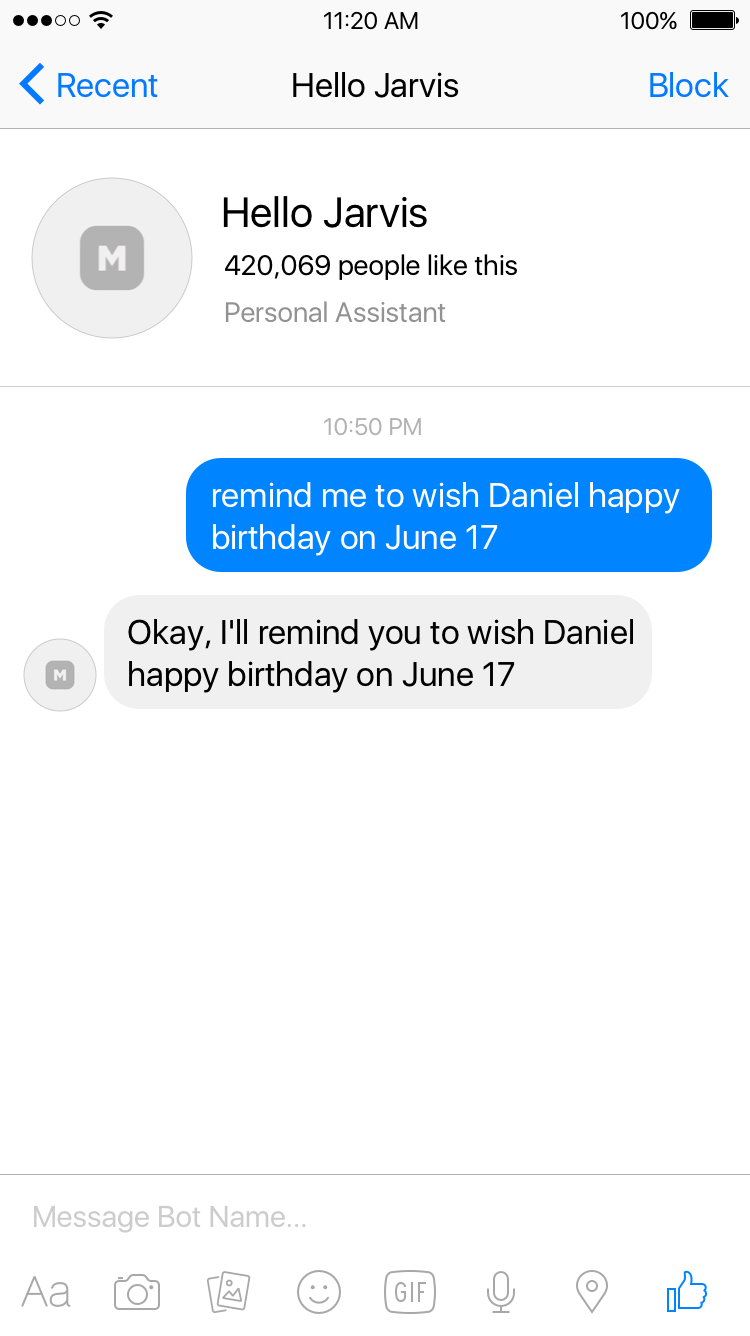 11:20 AM 100%
Recent Hello Jarvis Block
M
Hello Jarvis
420,069 people like this
Personal Assistant
10:50 PM
remind me to wish Daniel happy
birthday on June 17
Okay, I'll remind you to wish Daniel
happy birthday on June 17
M
Message Bot Name...
Aa GIF